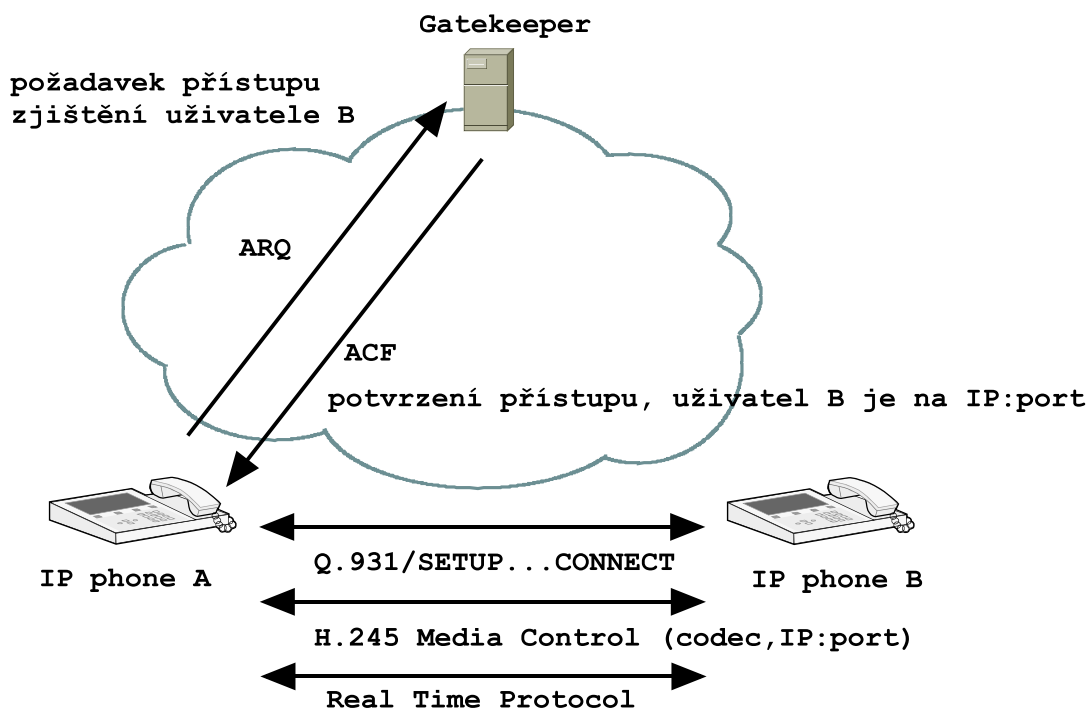 Gatekeeper
požadavek přístupu
zjištění uživatele B
ARQ
ACF
potvrzení přístupu, uživatel B je na IP:port
IP phone A
IP phone B
Q.931/SETUP...CONNECT
H.245 Media Control (codec,IP:port)
Real Time Protocol